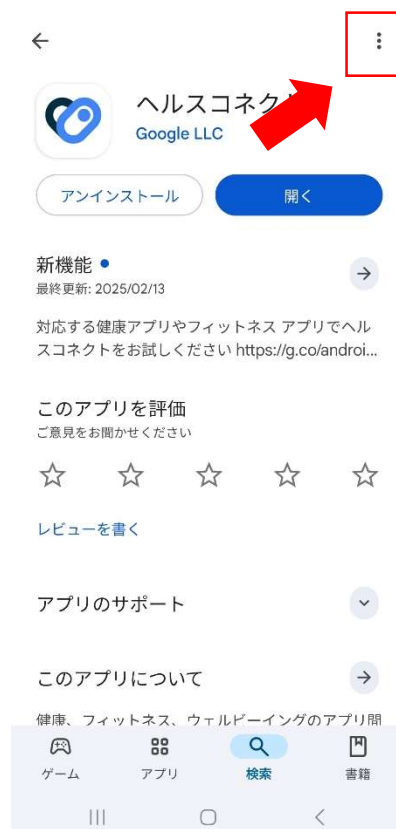 ヘルスコネクト
Google LLC
アンインストール
開く
新機能
最終更新: 2025/02/13
対応する健康アプリやフィットネス アプリでヘル
スコネクトをお試しください https://g.co/androi...
このアプリを評価
ご意見をお聞かせください
レビューを書く
アプリのサポート
このアプリについて
健康、フィットネス、ウェルビーイングのアプリ間
ゲーム
アプリ
検索
書籍